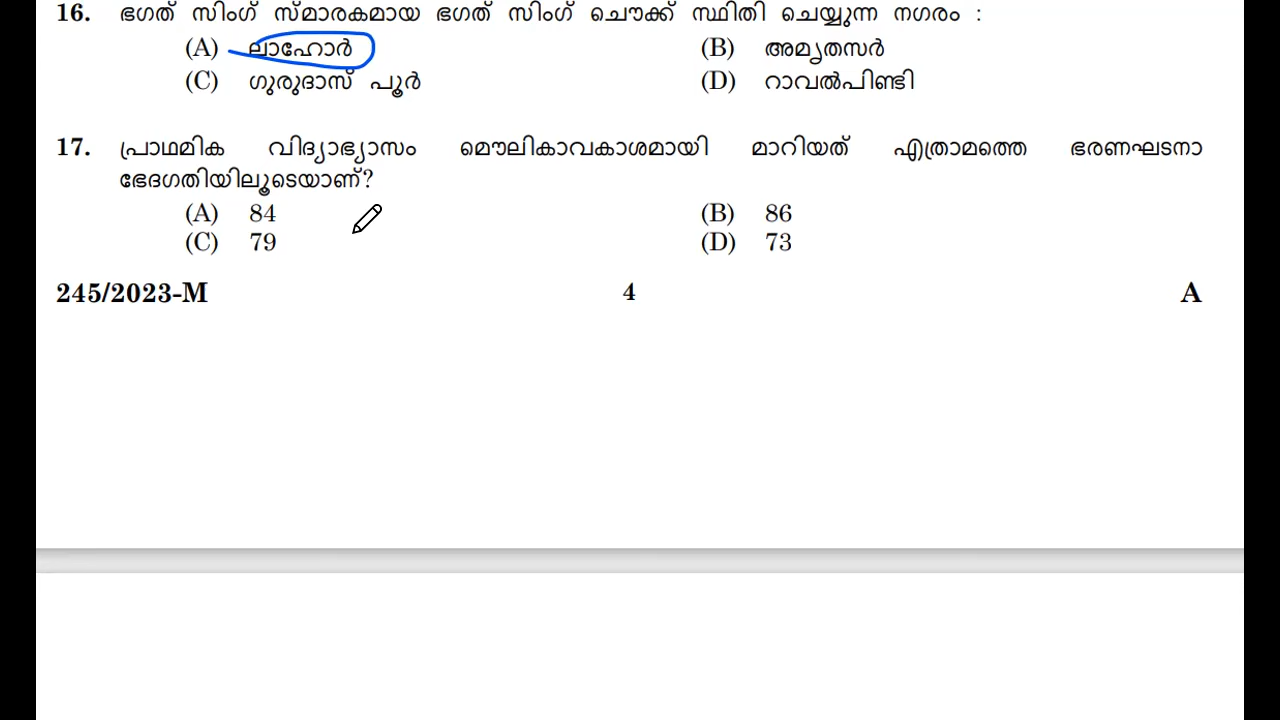 16. ഭഗത് സിംഗ് സ്മാരകമായ ഭഗത് സിംഗ് ചൌക്ക് സ്ഥിതി ചെയ്യുന്ന നഗരം :
(A) ലാഹോർ (B) അമൃതസർ
(C) ഗുരുദാസ് പൂർ (D) റാവൽപിണ്ടി
17. പ്രാഥമിക വിദ്യാഭ്യാസം മൌലികാവകാശമായി മാറിയത് എത്രാമത്തെ ഭരണഘടനാ
ഭേദഗതിയിലൂടെയാണ്?
(A) 84 (B) 86
(C) 79 (D) 73
245/2023-M 4 A